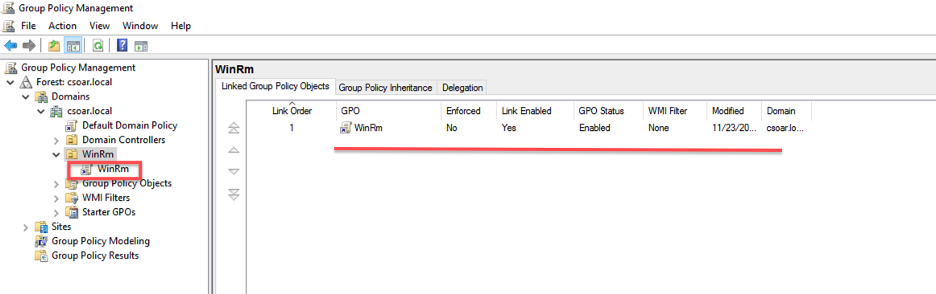 Group Policy Management
File Action View Window Help
Group Policy Management
Forest: csoar.local
Domains
csoar.local
Default Domain Policy
Domain Controllers
WinRm
WinRm
Group Policy Objects
WMI Filters
Starter GPOs
Sites
Group Policy Modeling
Group Policy Results
WinRm
Linked Group Policy Objects Group Policy Inheritance Delegation
Link Order GPO Enforced Link Enabled GPO Status WMI Filter Modified Domain
1 WinRm No Yes Enabled None 11/23/20... csoar.lo...